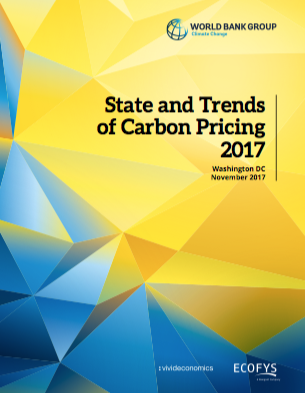 WORLD BANK GROUP
Climate Change
State and Trends
of Carbon Pricing
2017
Washington DC
November 2017
vivideconomics
ECOFYS